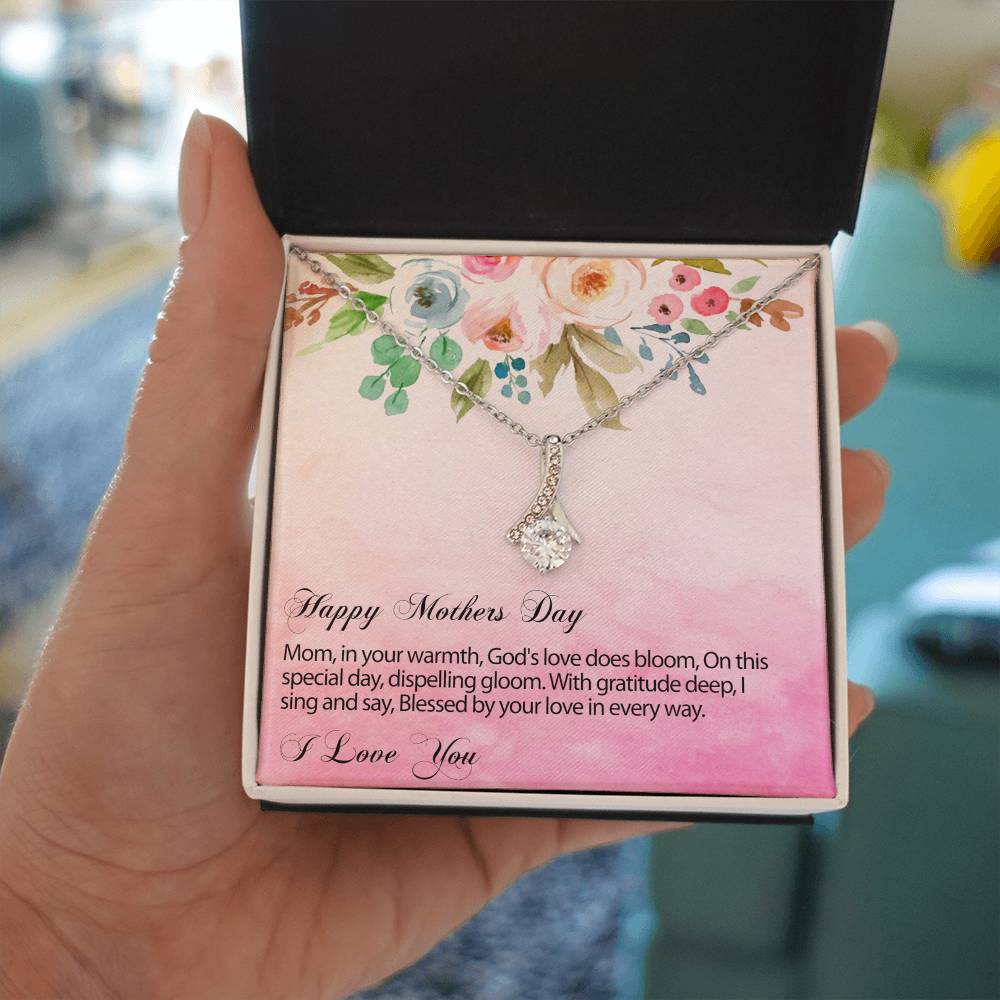 Happy Mothers Day
Mom, in your warmth, God's love does bloom, On this
special day, dispelling gloom. With gratitude deep, I
sing and say, Blessed by your love in every way.
I Love You